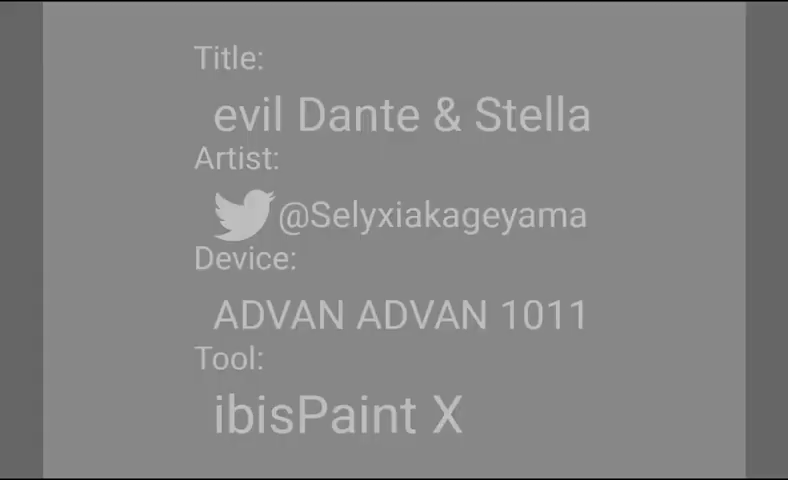 Title:
evil Dante & Stella
Artist:
@Selyxiakageyama
Device:
ADVAN ADVAN 1011
Tool:
ibisPaint X